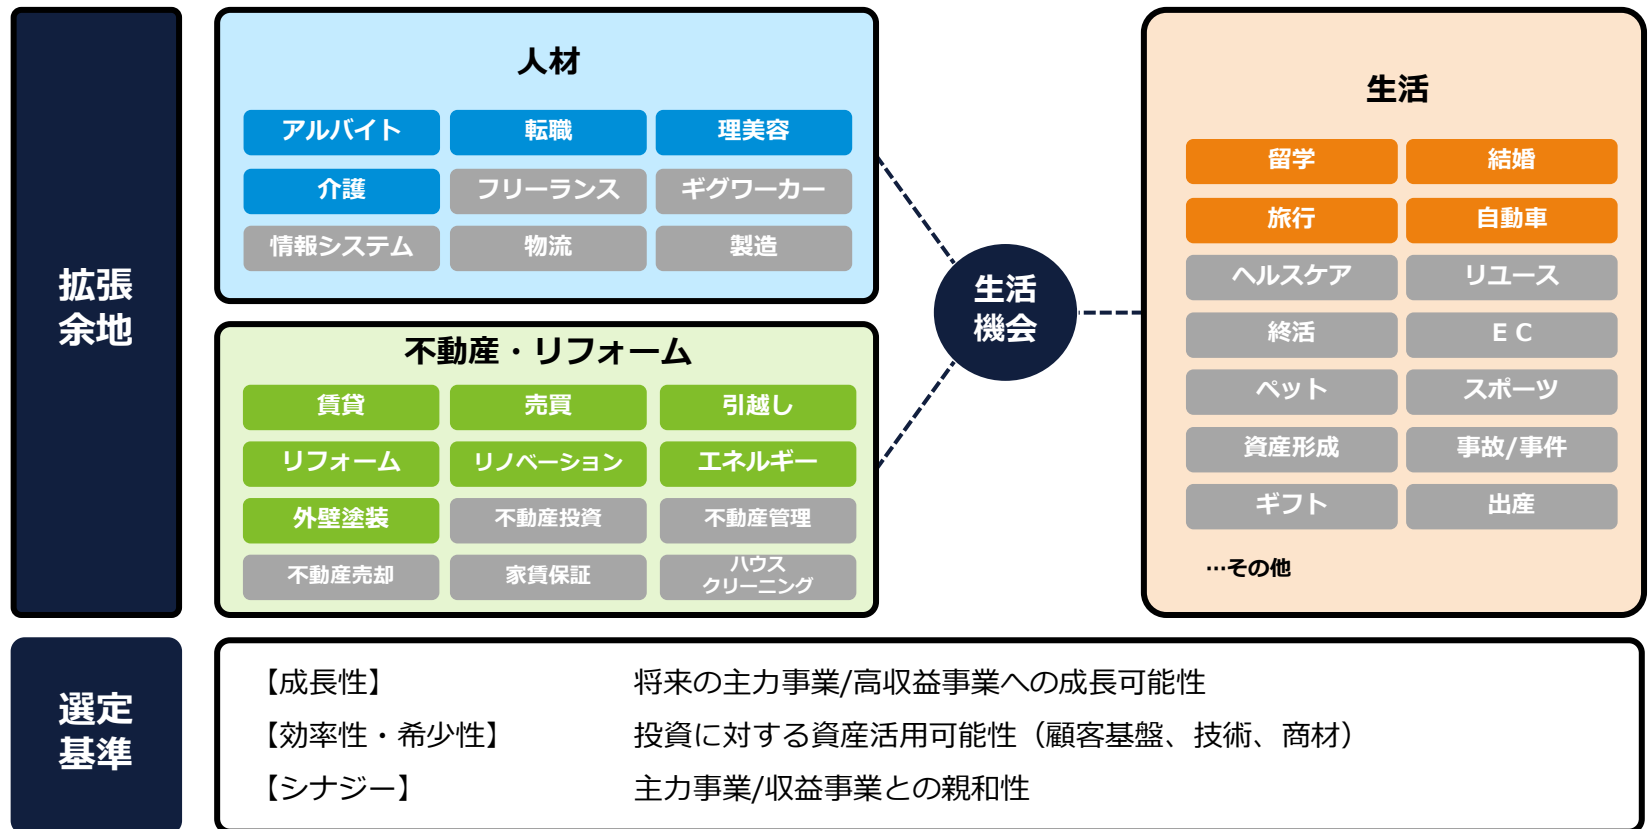 拡張
余地
人材
アルバイト
転職
理美容
介護
フリーランス
ギグワーカー
情報システム
物流
製造
不動産・リフォーム
賃貸
売買
引越し
リフォーム
リノベーション
エネルギー
外壁塗装
不動産投資
不動産管理
不動産売却
家賃保証
ハウス
クリーニング
生活
機会
生活
留学
結婚
旅行
自動車
ヘルスケア
リユース
終活
ＥＣ
ペット
スポーツ
資産形成
事故/事件
ギフト
出産
…その他
選定
基準
【成長性】 将来の主力事業/高収益事業への成長可能性
【効率性・希少性】 投資に対する資産活用可能性（顧客基盤、技術、商材）
【シナジー】 主力事業/収益事業との親和性